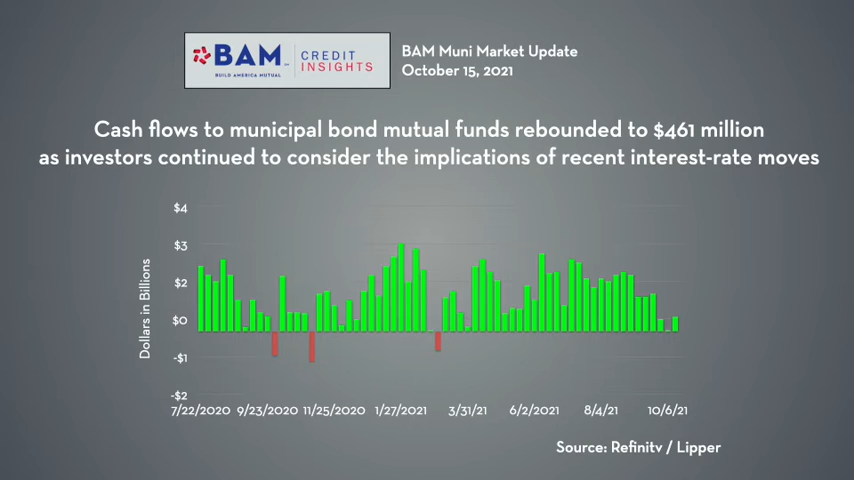 BAM
BUILD AMERICA MUTUAL
CREDIT
INSIGHTS
BAM Muni Market Update
October 15, 2021
Cash flows to municipal bond mutual funds rebounded to $461 million
as investors continued to consider the implications of recent interest-rate moves
Dollars in Billions
$4
$3
$2
$0
-$1
-$2
7/22/2020 9/23/2020 11/25/2020 1/27/2021 3/31/21 6/2/2021 8/4/21 10/6/21
Source: Refinitv / Lipper